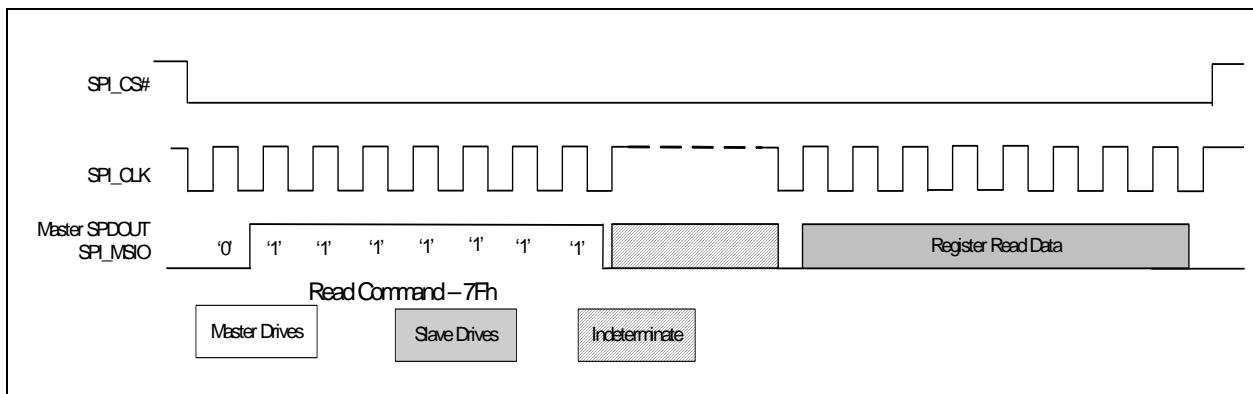 SPI_CS#
SPI_CLK
Master SPDOUT
SPI_MSIO
‘0’ ‘1’ ‘1’ ‘1’ ‘1’ ‘1’ ‘1’ ‘1’ Register Read Data
Read Command – 7Fh
Master Drives Slave Drives Indeterminate